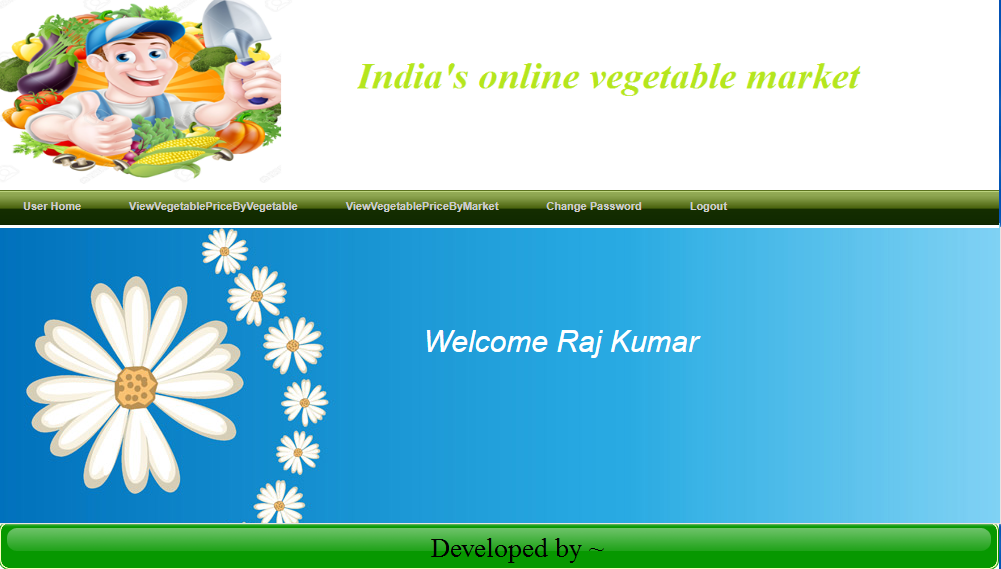 India's online vegetable market
User Home ViewVegetablePriceByVegetable ViewVegetablePriceByMarket Change Password Logout
Welcome Raj Kumar
Developed by ~